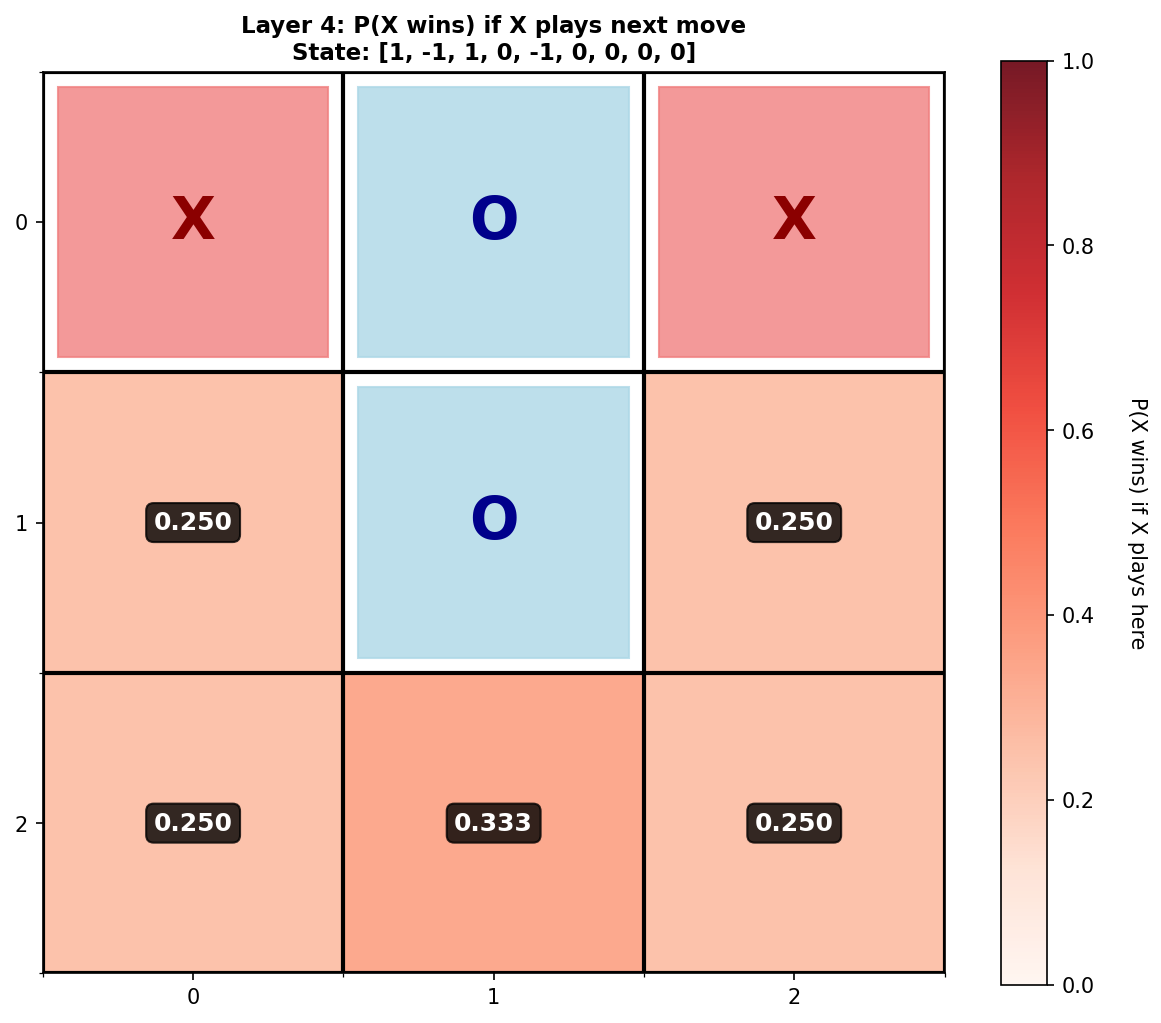 Layer 4: P(X wins) if X plays next move
State: [1, -1, 1, 0, -1, 0, 0, 0, 0]
X O X
0
0.250 O 0.250
1
0.250 0.333 0.250
2
0 1 2
1.0
0.8
0.6
0.4
0.2
0.0
P(X wins) if X plays here